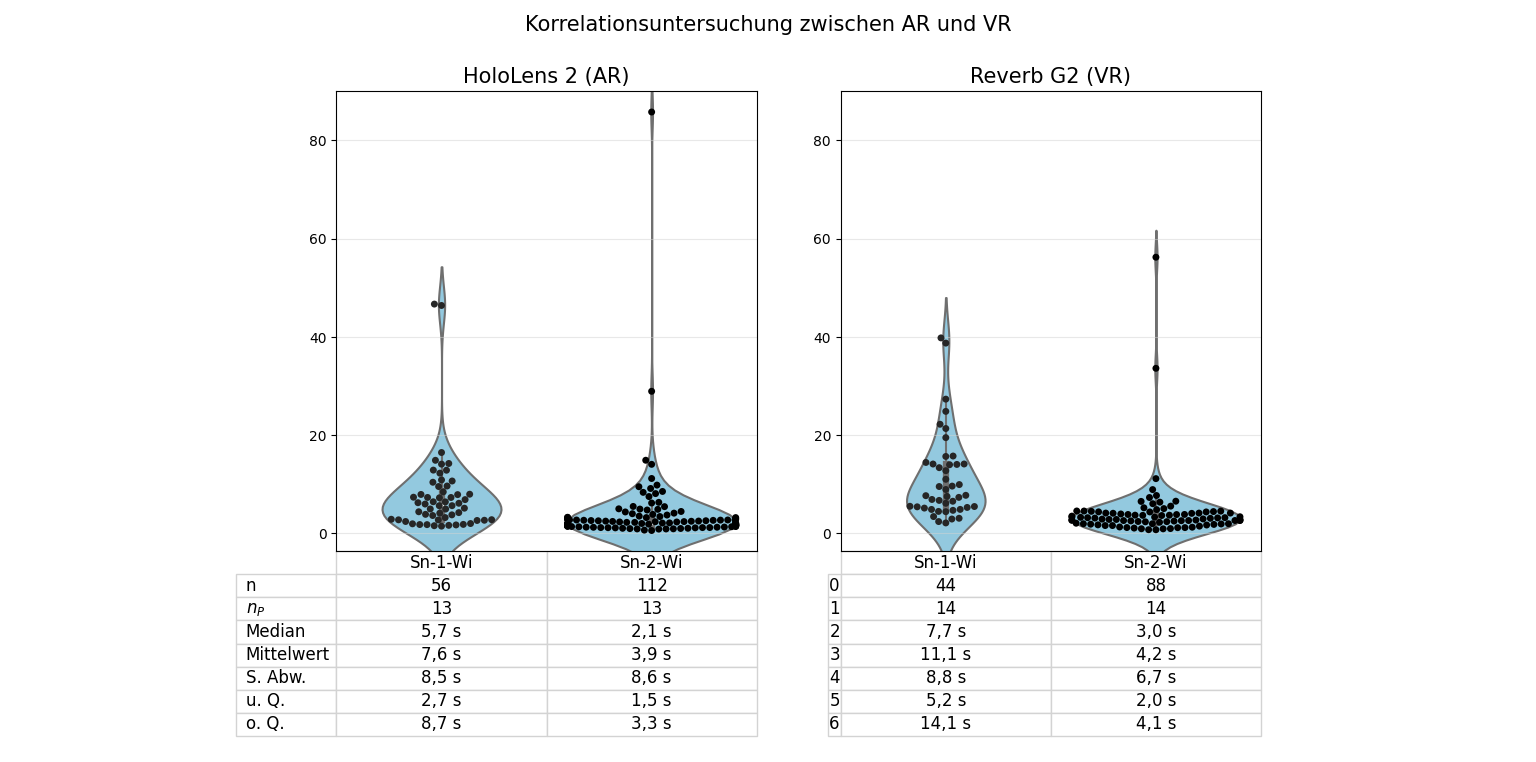 Korrelationsuntersuchung zwischen AR und VR
HoloLens 2 (AR)
80
60
40
20
0
Sn-1-Wi Sn-2-Wi
n 56 112
n_P 13 13
Median 5,7 s 2,1 s
Mittelwert 7,6 s 3,9 s
S. Abw. 8,5 s 8,6 s
u. Q. 2,7 s 1,5 s
o. Q. 8,7 s 3,3 s
Reverb G2 (VR)
80
60
40
20
0
Sn-1-Wi Sn-2-Wi
0 44 88
1 14 14
2 7,7 s 3,0 s
3 11,1 s 4,2 s
4 8,8 s 6,7 s
5 5,2 s 2,0 s
6 14,1 s 4,1 s